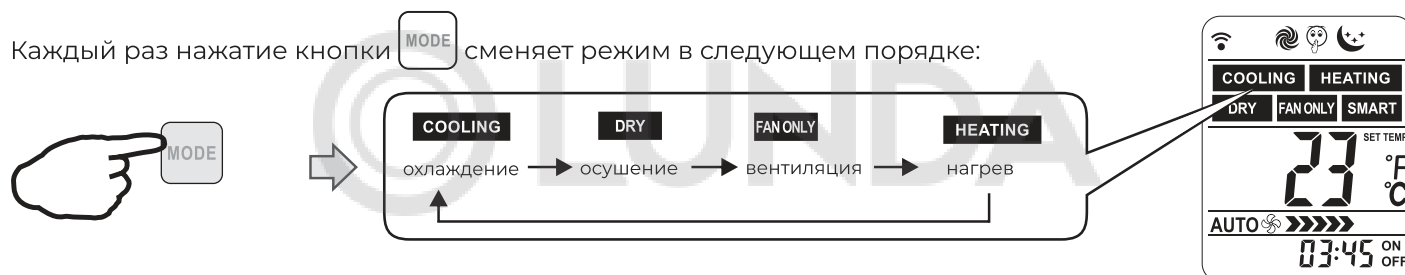 Каждый раз нажатие кнопки MODE сменяет режим в следующем порядке:
MODE
LUNDA
COOLING DRY FAN ONLY HEATING
охлаждение осушение вентиляция нагрев
COOLING HEATING
DRY FAN ONLY SMART
SET TEMP
23 °F °C
AUTO
03:45 ON OFF